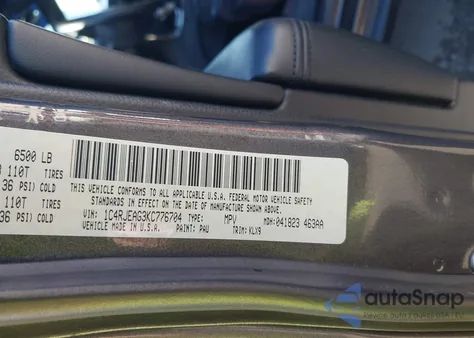 6500 LB
110T TIRES
36 PSI) COLD
110T TIRES
36 PSI) COLD
THIS VEHICLE CONFORMS TO ALL APPLICABLE U.S.A. FEDERAL MOTOR VEHICLE SAFETY
STANDARDS IN EFFECT ON THE DATE OF MANUFACTURE SHOWN ABOVE.
VIN: 1C4RJEAG3KC776704 TYPE: MPV MDH: 041823 463AA
VEHICLE MADE IN U.S.A. PAINT: PAU TRIM: KLX9
autoSnap